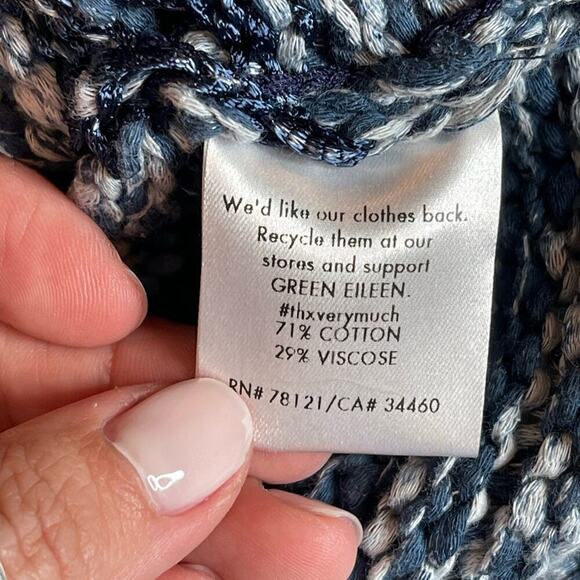 We'd like our clothes back.
Recycle them at our
stores and support
GREEN EILEEN.
#thxverymuch
71% COTTON
29% VISCOSE
RN# 78121/CA# 34460